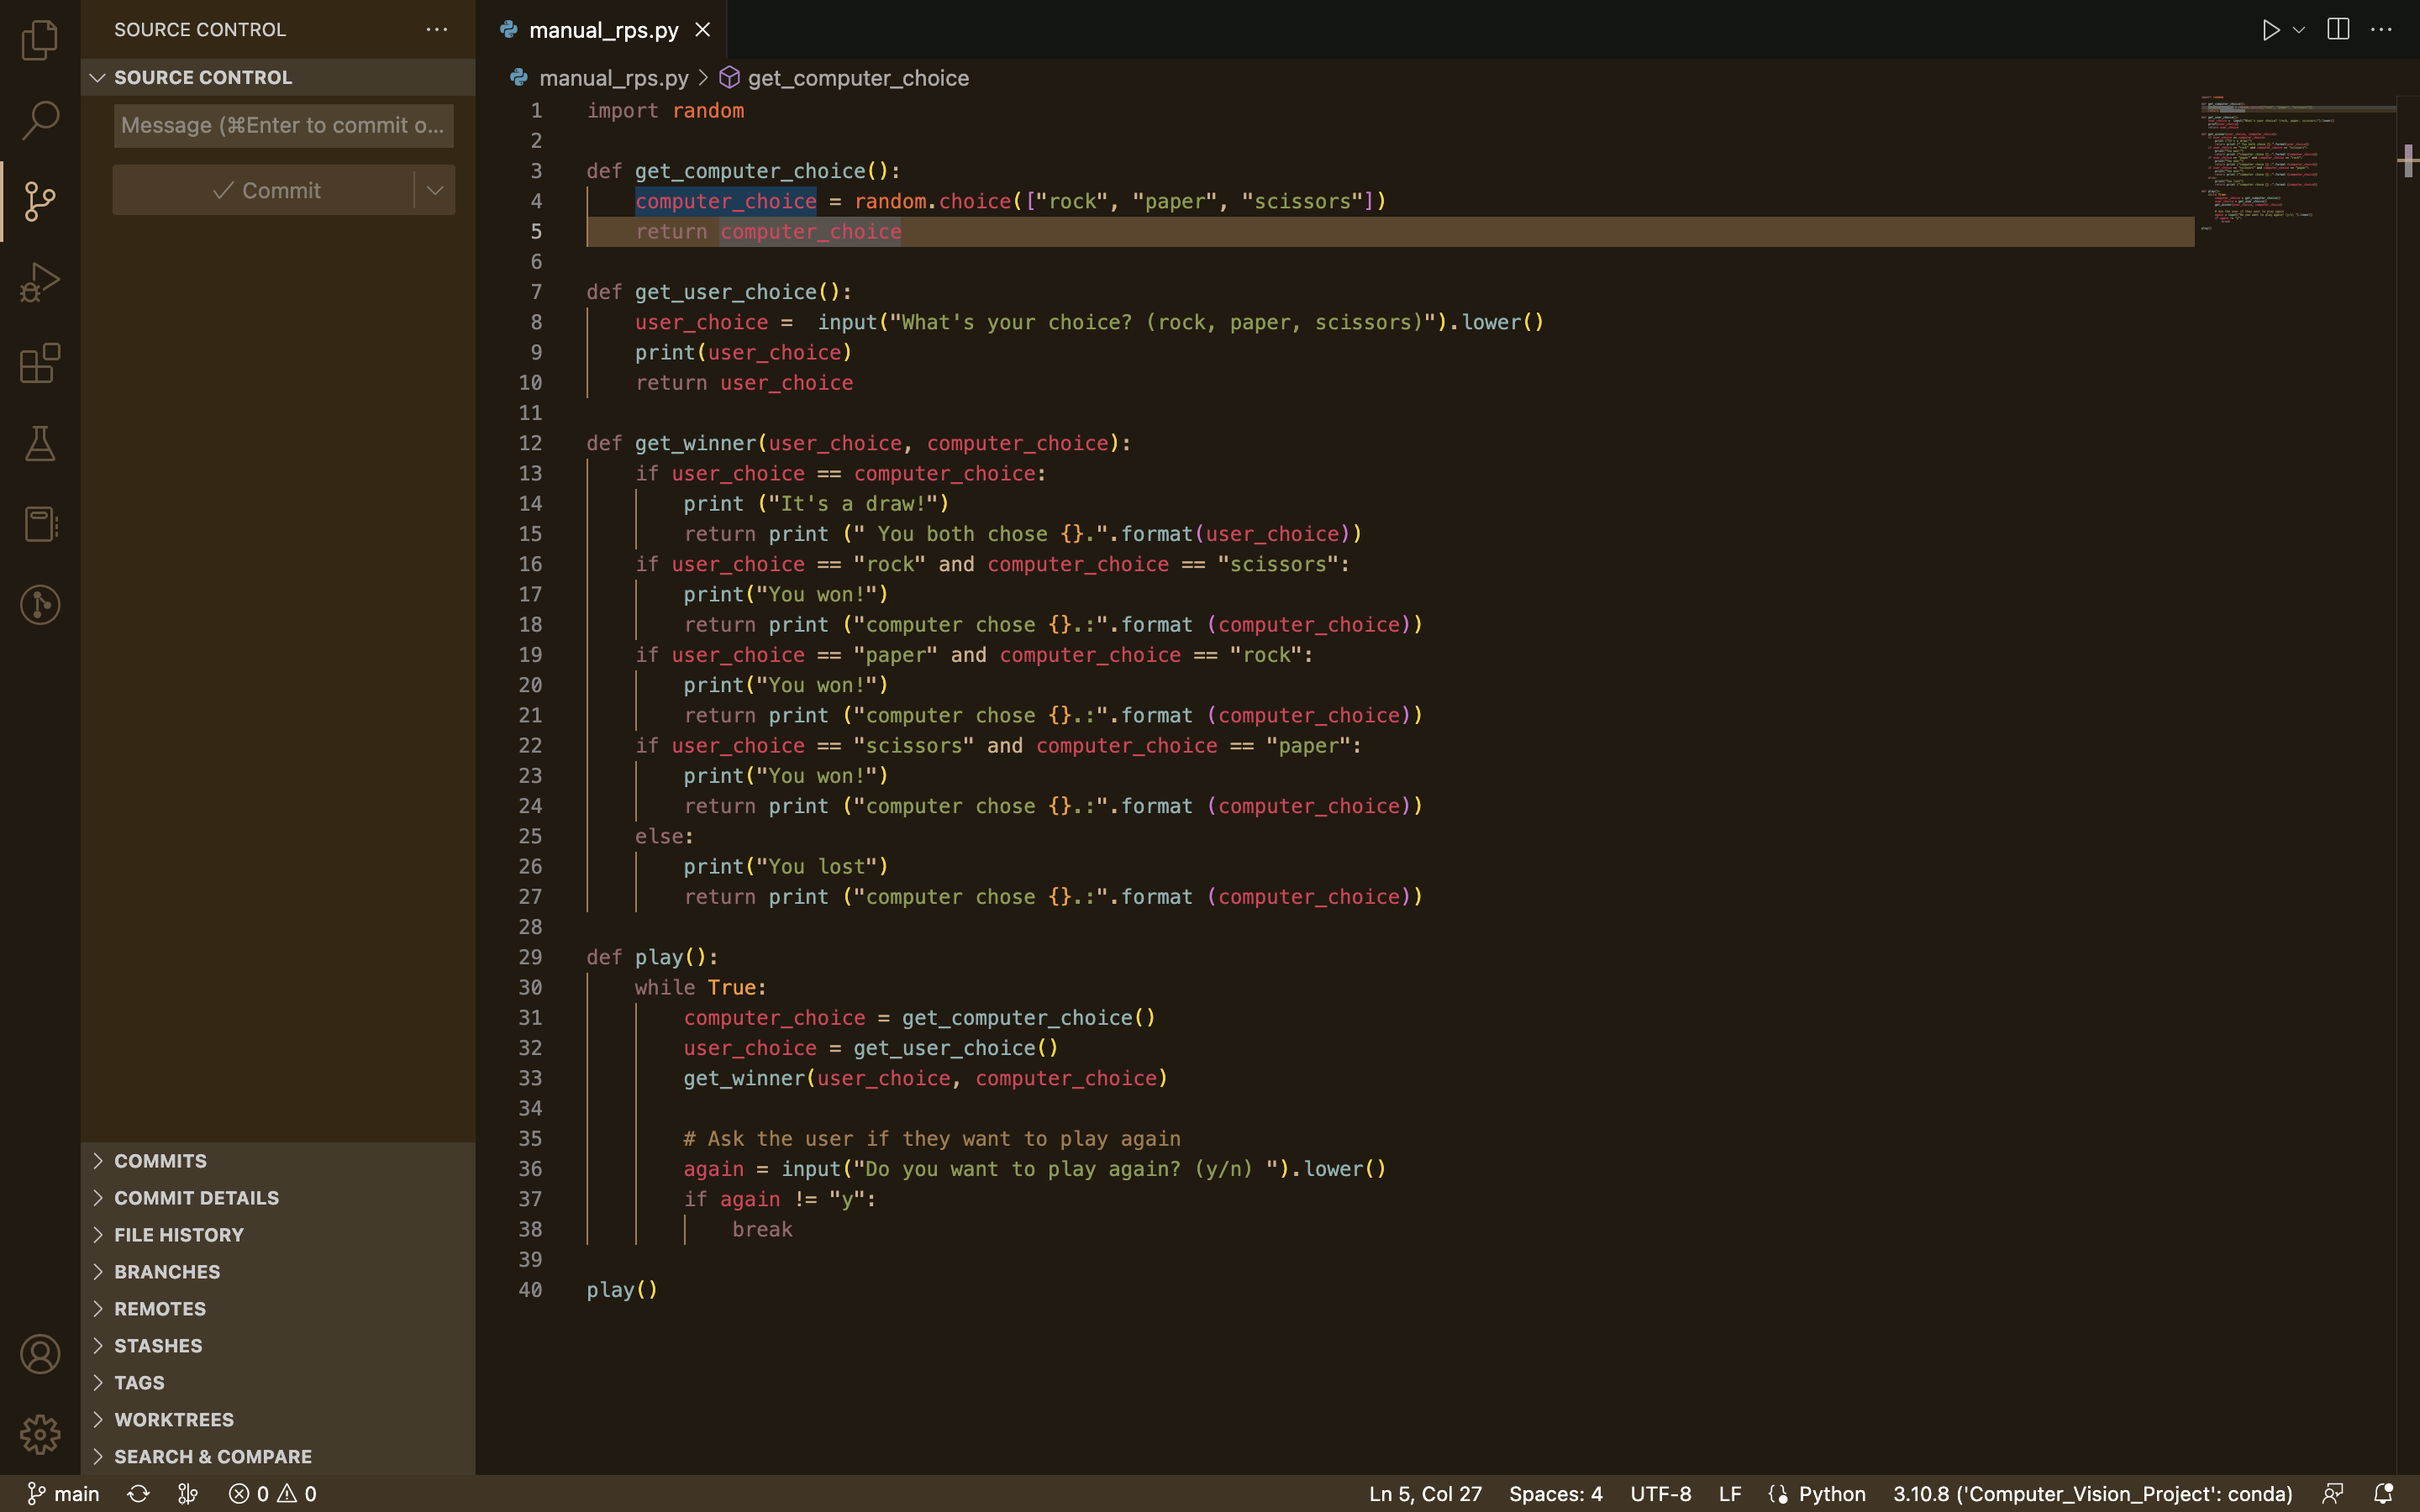 SOURCE CONTROL
SOURCE CONTROL
Message (⌘Enter to commit o...
Commit
COMMITS
COMMIT DETAILS
FILE HISTORY
BRANCHES
REMOTES
STASHES
TAGS
WORKTREES
SEARCH & COMPARE
manual_rps.py
manual_rps.py > get_computer_choice
1 import random
2
3 def get_computer_choice():
4     computer_choice = random.choice(["rock", "paper", "scissors"])
5     return computer_choice
6
7 def get_user_choice():
8     user_choice =  input("What's your choice? (rock, paper, scissors)").lower()
9     print(user_choice)
10     return user_choice
11
12 def get_winner(user_choice, computer_choice):
13     if user_choice == computer_choice:
14         print ("It's a draw!")
15         return print (" You both chose {}.".format(user_choice))
16     if user_choice == "rock" and computer_choice == "scissors":
17         print("You won!")
18         return print ("computer chose {}.:".format (computer_choice))
19     if user_choice == "paper" and computer_choice == "rock":
20         print("You won!")
21         return print ("computer chose {}.:".format (computer_choice))
22     if user_choice == "scissors" and computer_choice == "paper":
23         print("You won!")
24         return print ("computer chose {}.:".format (computer_choice))
25     else:
26         print("You lost")
27         return print ("computer chose {}.:".format (computer_choice))
28
29 def play():
30     while True:
31         computer_choice = get_computer_choice()
32         user_choice = get_user_choice()
33         get_winner(user_choice, computer_choice)
34
35         # Ask the user if they want to play again
36         again = input("Do you want to play again? (y/n) ").lower()
37         if again != "y":
38             break
39
40 play()
main 0 0 Ln 5, Col 27 Spaces: 4 UTF-8 LF Python 3.10.8 ('Computer_Vision_Project': conda)